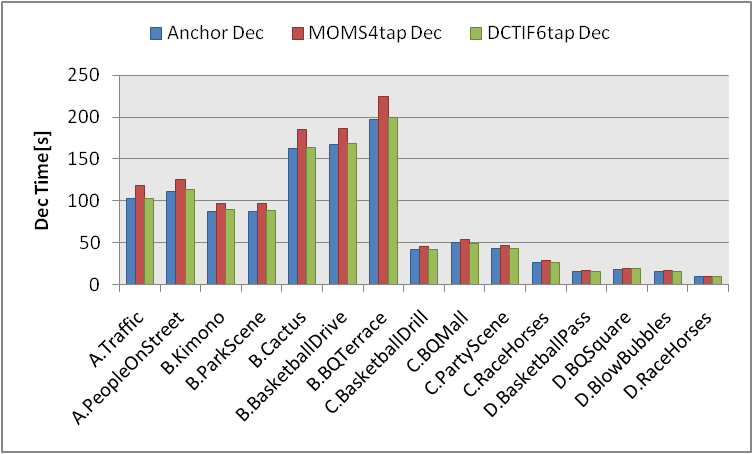 Anchor Dec MOMS4tap Dec DCTIF6tap Dec
250
200
150
100
50
0
Dec Time[s]
A.Traffic
A.PeopleOnStreet
B.Kimono
B.ParkScene
B.Cactus
B.BasketballDrive
B.BQTerrace
C.BasketballDrill
C.BQMall
C.PartyScene
C.RaceHorses
D.BasketballPass
D.BQSquare
D.BlowBubbles
D.RaceHorses